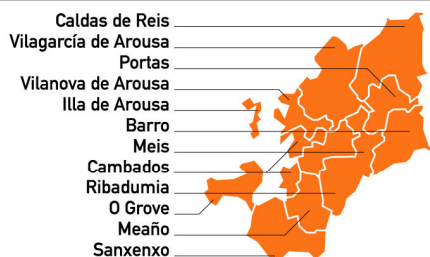 Caldas de Reis
Vilagarcía de Arousa
Portas
Vilanova de Arousa
Illa de Arousa
Barro
Meis
Cambados
Ribadumia
O Grove
Meaño
Sanxenxo